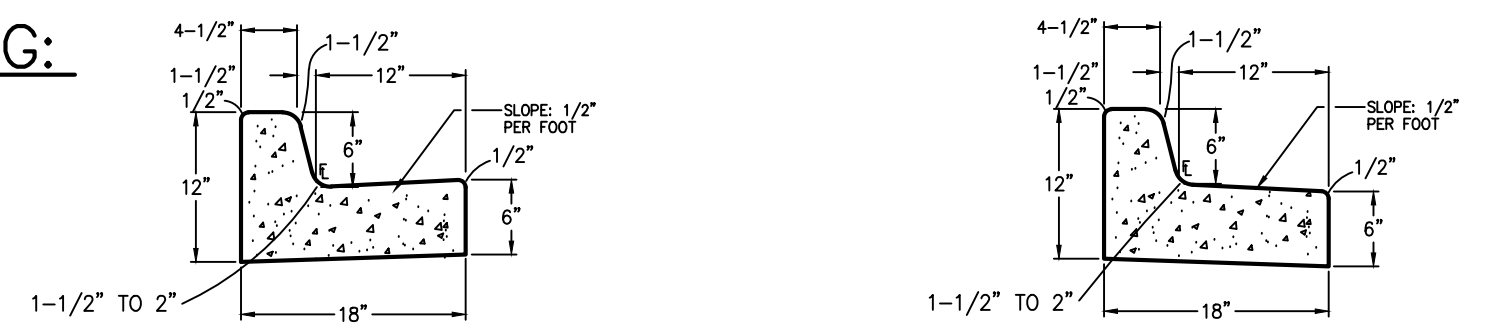 G:
4-1/2"
1-1/2"
1-1/2"
12"
1/2"
SLOPE: 1/2"
PER FOOT
6"
FL
1/2"
12"
6"
1-1/2" TO 2"
18"
4-1/2"
1-1/2"
1-1/2"
12"
1/2"
SLOPE: 1/2"
PER FOOT
6"
FL
1/2"
12"
6"
1-1/2" TO 2"
18"